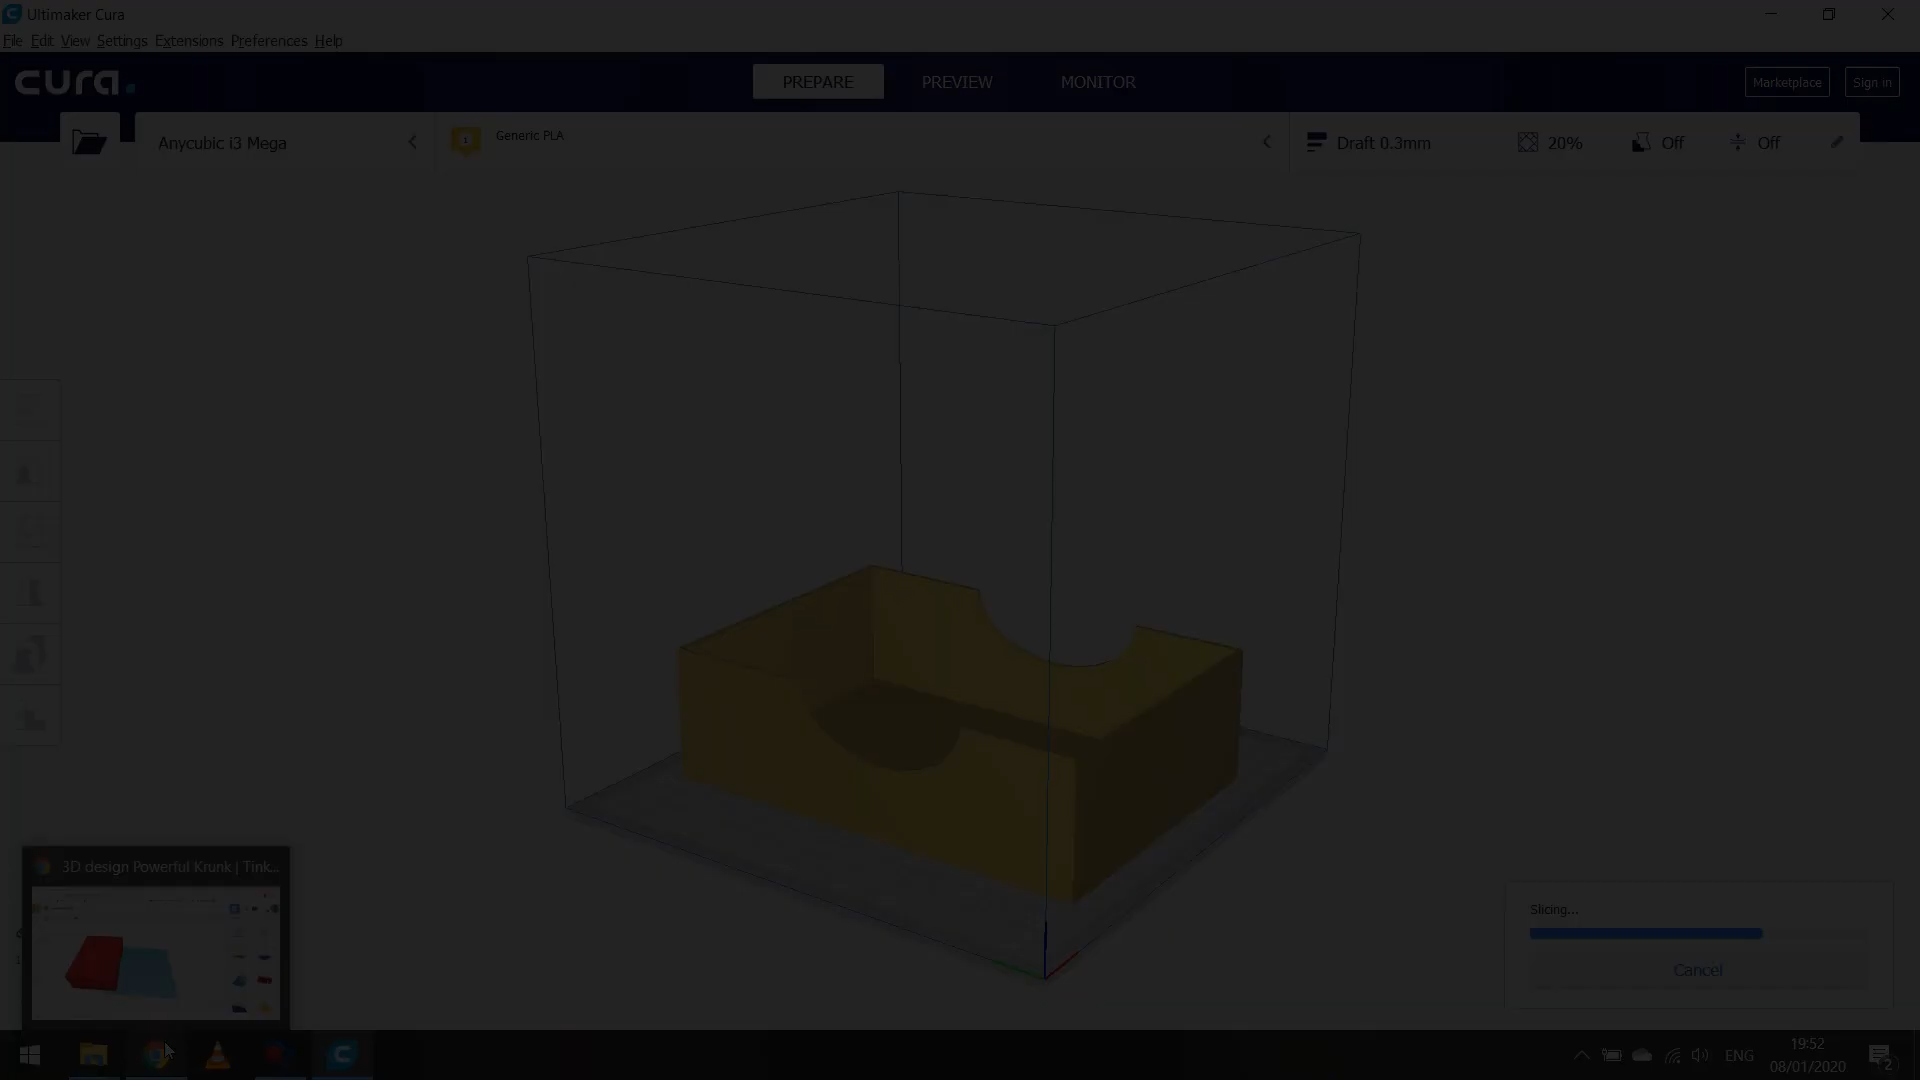 Ultimaker Cura
File Edit View Settings Extensions Preferences Help
cura.
PREPARE PREVIEW MONITOR
Marketplace Sign in
Anycubic i3 Mega
1 Generic PLA
Draft 0.3mm 20% Off Off
3D design Powerful Krunk | Tink...
Slicing...
Cancel
ENG
19:52
08/01/2020
2